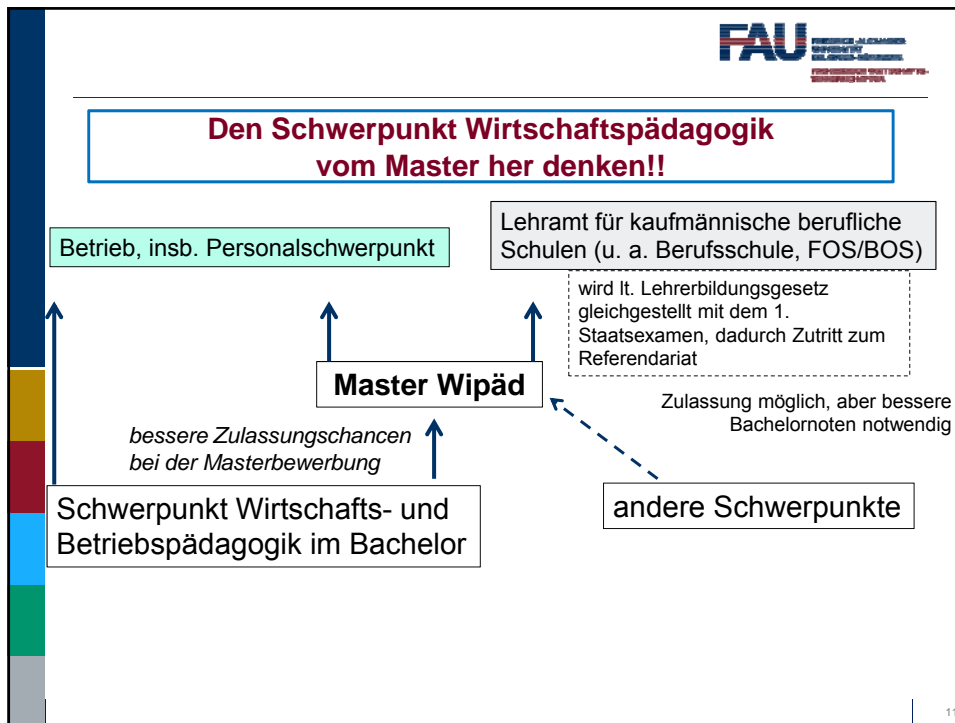 FAU
Den Schwerpunkt Wirtschaftspädagogik
vom Master her denken!!
Betrieb, insb. Personalschwerpunkt
Lehramt für kaufmännische berufliche
Schulen (u. a. Berufsschule, FOS/BOS)
wird lt. Lehrerbildungsgesetz
gleichgestellt mit dem 1.
Staatsexamen, dadurch Zutritt zum
Referendariat
Master Wipäd
Zulassung möglich, aber bessere
Bachelornoten notwendig
bessere Zulassungschancen
bei der Masterbewerbung
Schwerpunkt Wirtschafts- und
Betriebspädagogik im Bachelor
andere Schwerpunkte
11